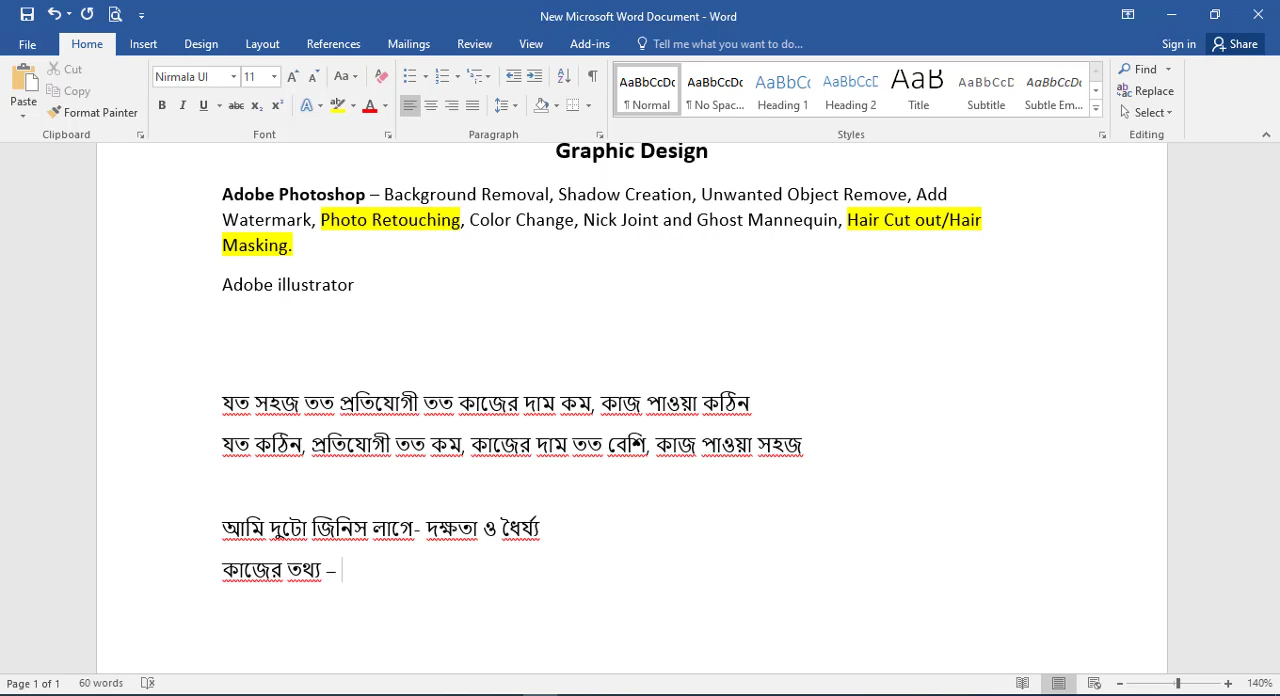 New Microsoft Word Document - Word
File Home Insert Design Layout References Mailings Review View Add-ins Tell me what you want to do... Sign in Share
Paste Cut Copy Format Painter Clipboard
Nirmala UI 11 Aa Font
Paragraph
AaBbCcDc ¶ Normal AaBbCcDc ¶ No Spac... AaBbCc Heading 1 AaBbCcD Heading 2 AaB Title AaBbCcD Subtitle AaBbCcDc Subtle Em... Styles
Find Replace Select Editing
Graphic Design
Adobe Photoshop – Background Removal, Shadow Creation, Unwanted Object Remove, Add
Watermark, Photo Retouching, Color Change, Nick Joint and Ghost Mannequin, Hair Cut out/Hair
Masking.
Adobe illustrator
যত সহজ তত প্রতিযোগী তত কাজের দাম কম, কাজ পাওয়া কঠিন
যত কঠিন, প্রতিযোগী তত কম, কাজের দাম তত বেশি, কাজ পাওয়া সহজ
আমি দুটো জিনিস লাগে- দক্ষতা ও ধৈর্য্য
কাজের তথ্য –
Page 1 of 1 60 words 140%